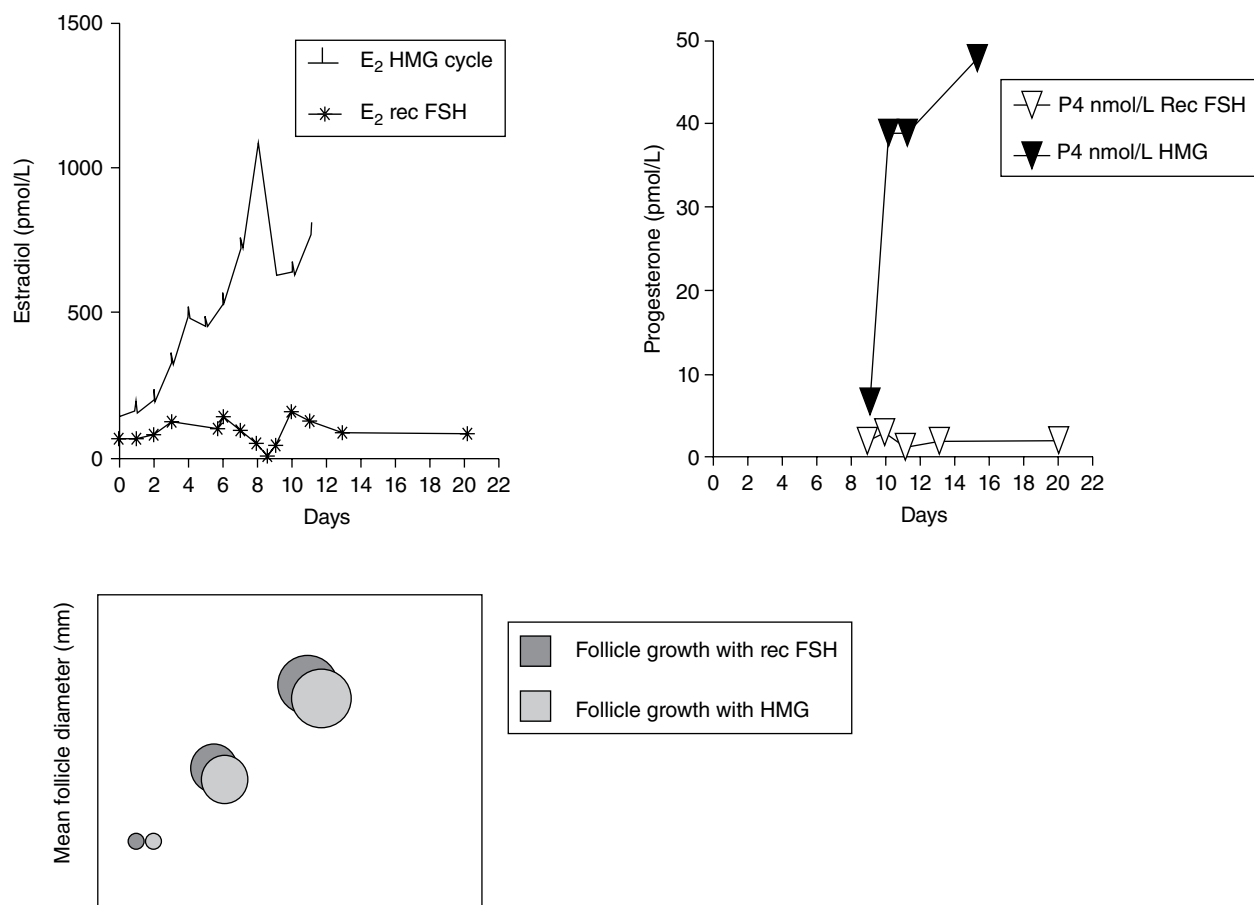 1500
1000
500
0
Estradiol (pmol/L)
0 2 4 6 8 10 12 14 16 18 20 22
Days
E₂ HMG cycle
E₂ rec FSH
50
40
30
20
10
0
Progesterone (pmol/L)
0 2 4 6 8 10 12 14 16 18 20 22
Days
P4 nmol/L Rec FSH
P4 nmol/L HMG
Mean follicle diameter (mm)
Follicle growth with rec FSH
Follicle growth with HMG